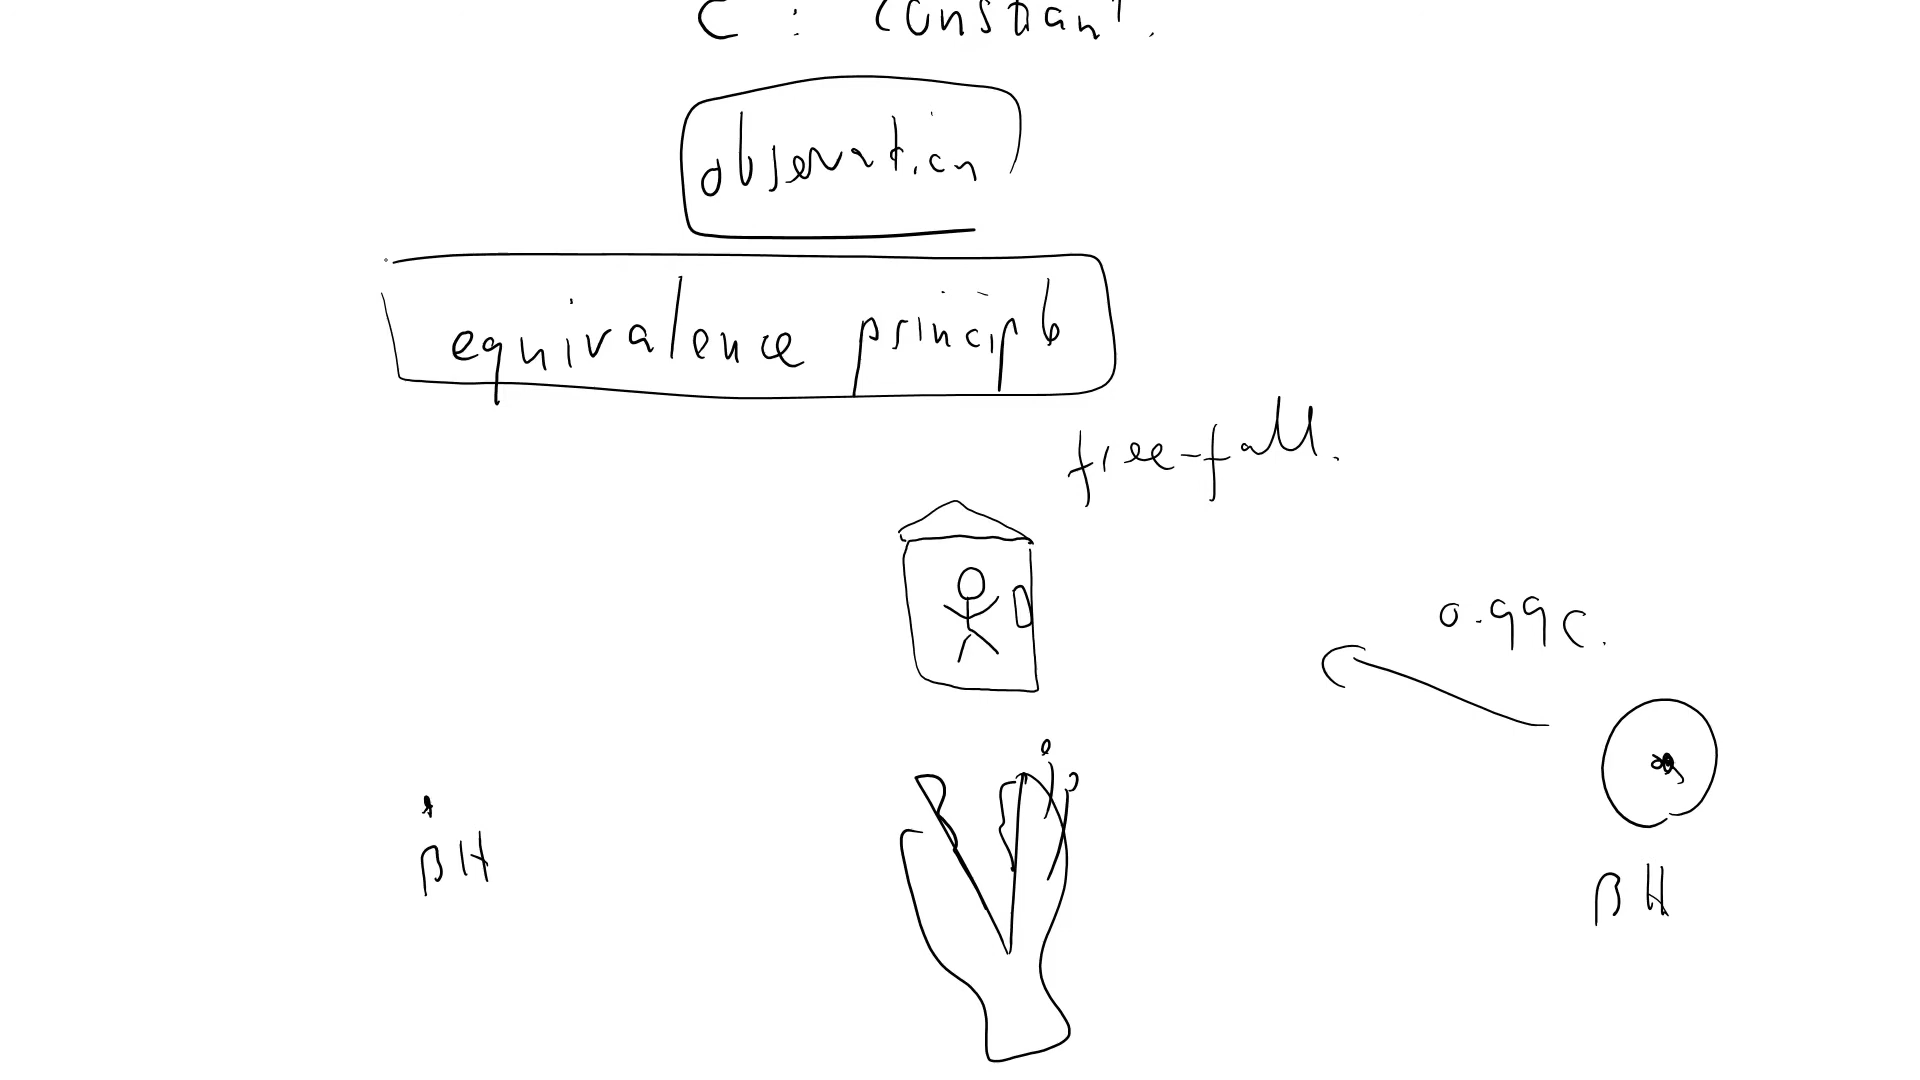 C : constant.
observation
equivalence principle
free-fall.
0.99c.
BH
BH